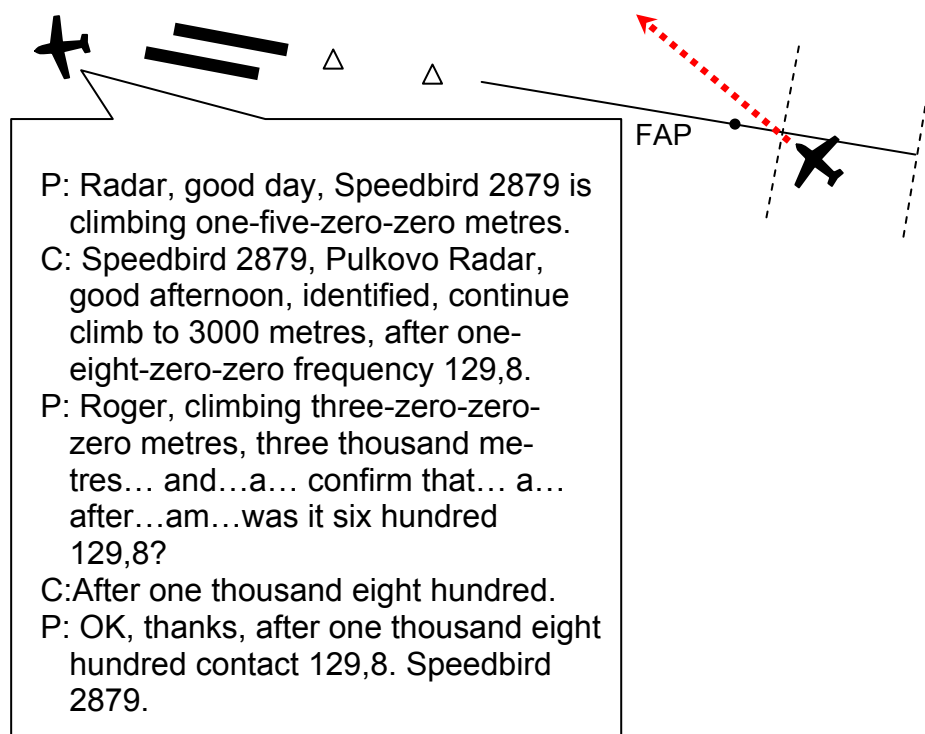 FAP
P: Radar, good day, Speedbird 2879 is
climbing one-five-zero-zero metres.
C: Speedbird 2879, Pulkovo Radar,
good afternoon, identified, continue
climb to 3000 metres, after one-
eight-zero-zero frequency 129,8.
P: Roger, climbing three-zero-zero-
zero metres, three thousand me-
tres… and…a… confirm that… a…
after…am…was it six hundred
129,8?
C:After one thousand eight hundred.
P: OK, thanks, after one thousand eight
hundred contact 129,8. Speedbird
2879.